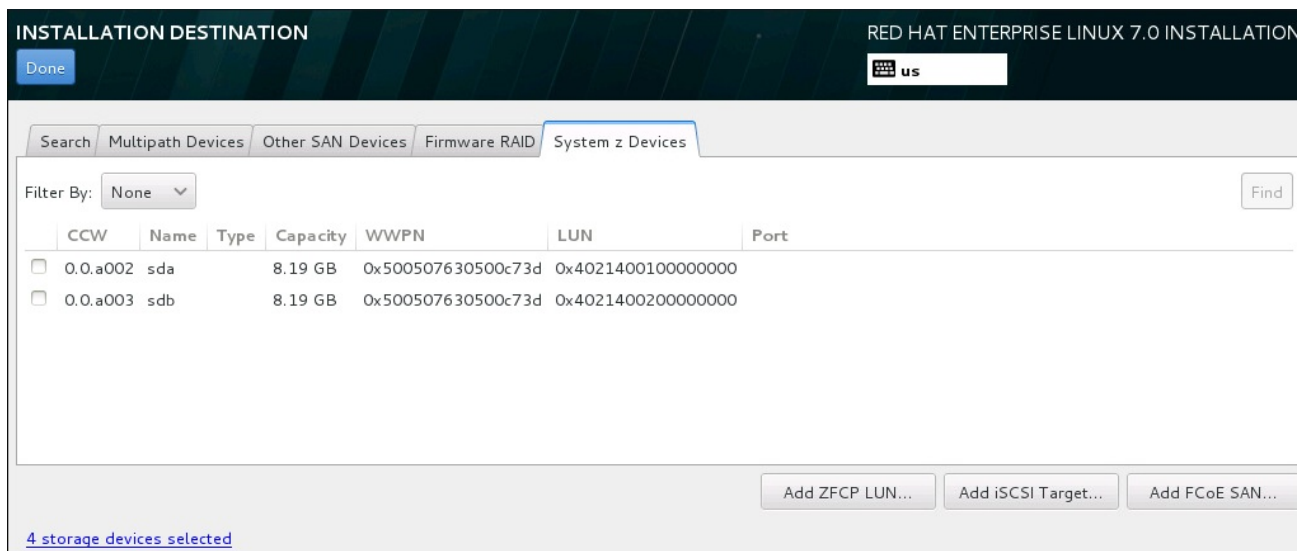 INSTALLATION DESTINATION
RED HAT ENTERPRISE LINUX 7.0 INSTALLATION
Done
us
Search Multipath Devices Other SAN Devices Firmware RAID System z Devices
Filter By: None Find
CCW Name Type Capacity WWPN LUN Port
0.0.a002 sda 8.19 GB 0x500507630500c73d 0x4021400100000000
0.0.a003 sdb 8.19 GB 0x500507630500c73d 0x4021400200000000
Add ZFCP LUN... Add iSCSI Target... Add FCoE SAN...
4 storage devices selected